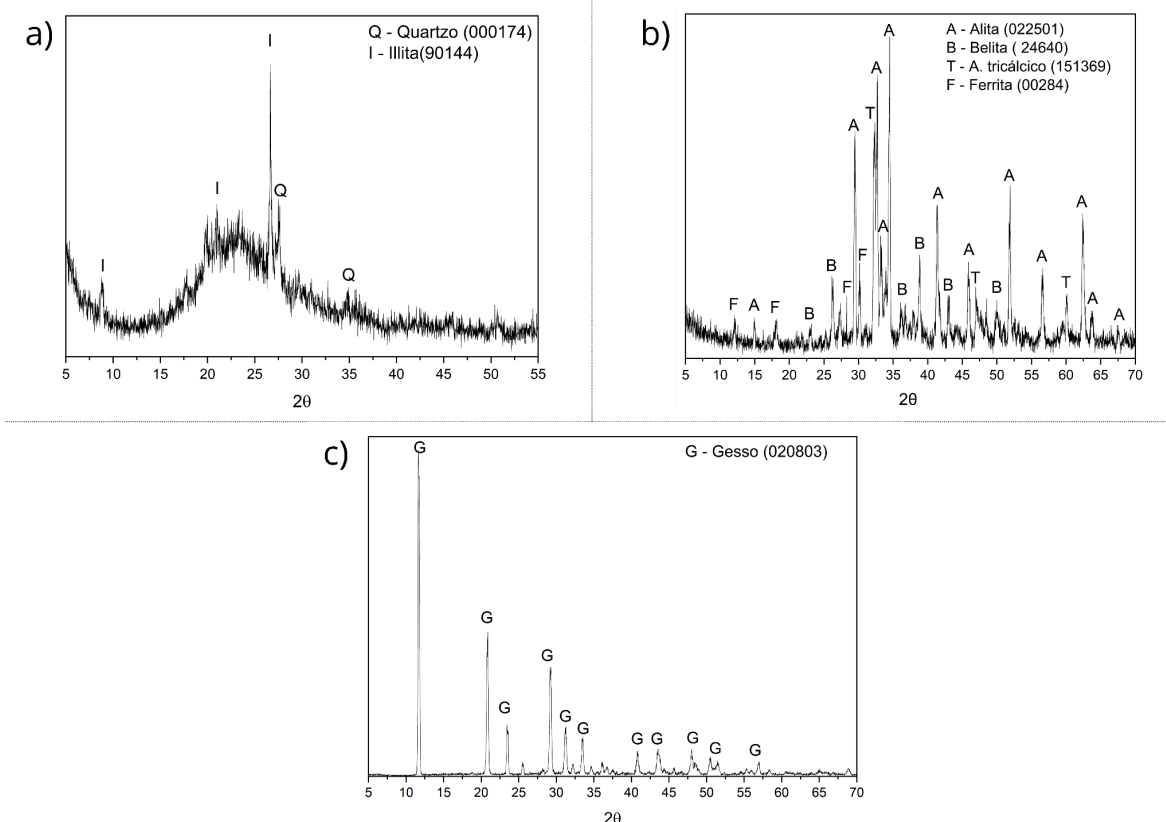 a)
Q - Quartzo (000174)
I - Illita(90144)
I
I
Q
I
Q
5 10 15 20 25 30 35 40 45 50 55
2θ
b)
A - Alita (022501)
B - Belita ( 24640)
T - A. tricálcico (151369)
F - Ferrita (00284)
A
A
T
A
A
A
A
A
B
F
B
A
A
B
F
B
B
T
B
T
A
F
A
F
B
A
5 10 15 20 25 30 35 40 45 50 55 60 65 70
2θ
c)
G - Gesso (020803)
G
G
G
G
G
G
G
G
G
G
G
5 10 15 20 25 30 35 40 45 50 55 60 65 70
2θ